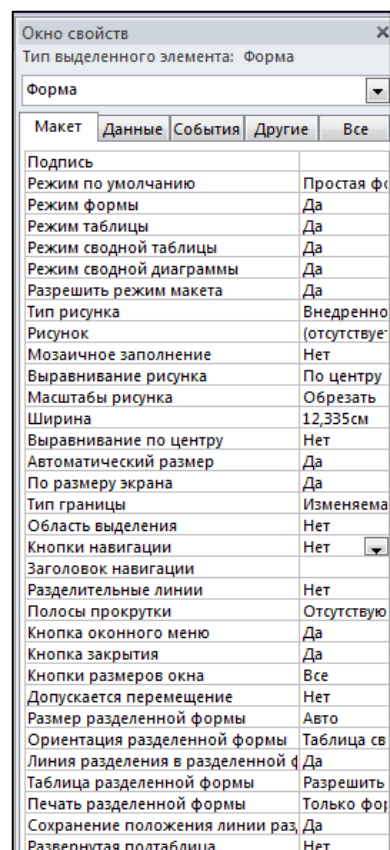 Окно свойств
Тип выделенного элемента: Форма
Форма
Макет Данные События Другие Все
Подпись
Режим по умолчанию Простая
Режим формы Да
Режим таблицы Да
Режим сводной таблицы Да
Режим сводной диаграммы Да
Разрешить режим макета Да
Тип рисунка Внедренно
Рисунок (отсутствуе
Мозаичное заполнение Нет
Выравнивание рисунка По центру
Масштабы рисунка Обрезать
Ширина 12,335см
Выравнивание по центру Нет
Автоматический размер Да
По размеру экрана Да
Тип границы Изменяема
Область выделения Нет
Кнопки навигации Нет
Заголовок навигации
Разделительные линии Нет
Полосы прокрутки Отсутствую
Кнопка оконного меню Да
Кнопка закрытия Да
Кнопки размеров окна Все
Допускается перемещение Нет
Размер разделенной формы Авто
Ориентация разделенной формы Таблица св
Линия разделения в разделенной Да
Таблица разделенной формы Разрешить
Печать разделенной формы Только фор
Сохранение положения линии раз Да
Развернутая подтаблица Нет